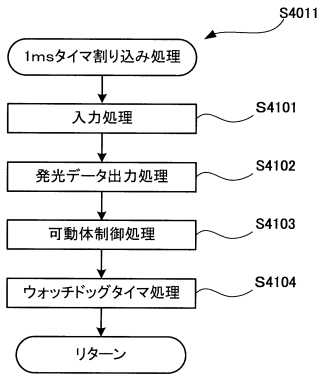 S4011
1msタイマ割り込み処理
入力処理
S4101
発光データ出力処理
S4102
可動体制御処理
S4103
ウォッチドッグタイマ処理
S4104
リターン